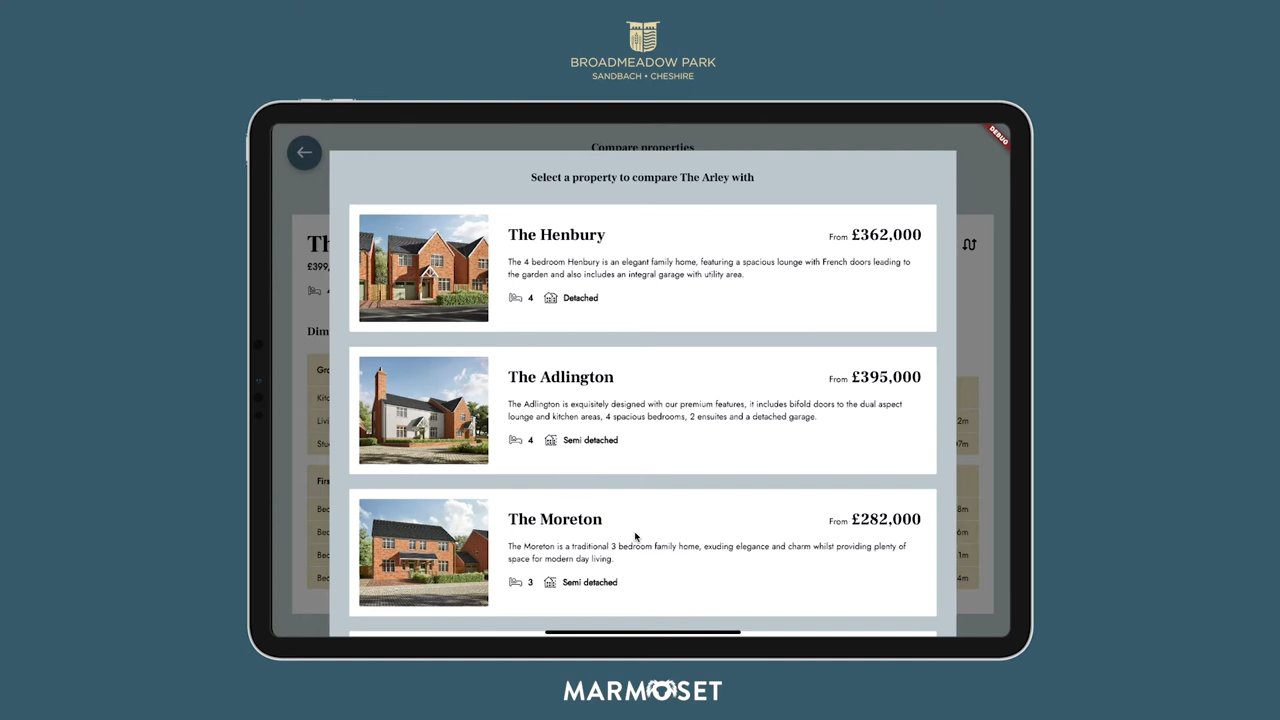 BROADMEADOW PARK
SANDBACH • CHESHIRE
DEBUG
Compare properties
Select a property to compare The Arley with
The Henbury
From £362,000
The 4 bedroom Henbury is an elegant family home, featuring a spacious lounge with French doors leading to
the garden and also includes an integral garage with utility area.
4 Detached
The Adlington
From £395,000
The Adlington is exquisitely designed with our premium features, it includes bifold doors to the dual aspect
lounge and kitchen areas, 4 spacious bedrooms, 2 ensuites and a detached garage.
4 Semi detached
The Moreton
From £282,000
The Moreton is a traditional 3 bedroom family home, exuding elegance and charm whilst providing plenty of
space for modern day living.
3 Semi detached
MARMOSET